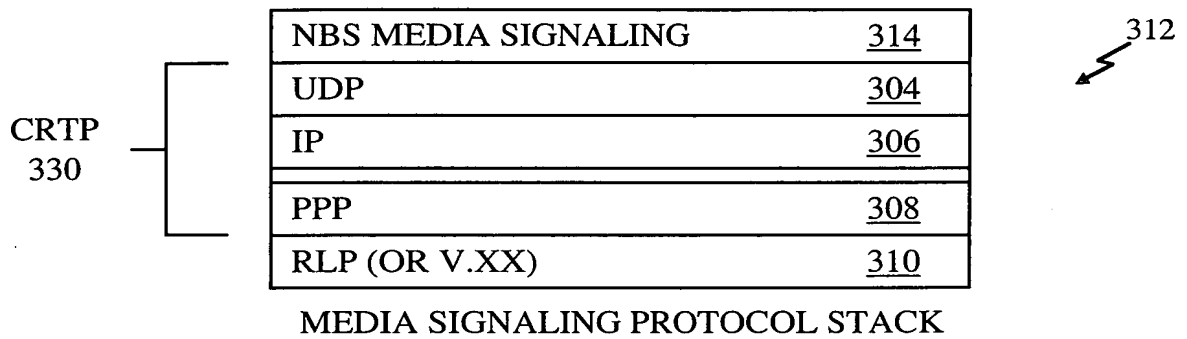 NBS MEDIA SIGNALING 314
312
UDP 304
CRTP
330
IP 306
PPP 308
RLP (OR V.XX) 310
MEDIA SIGNALING PROTOCOL STACK